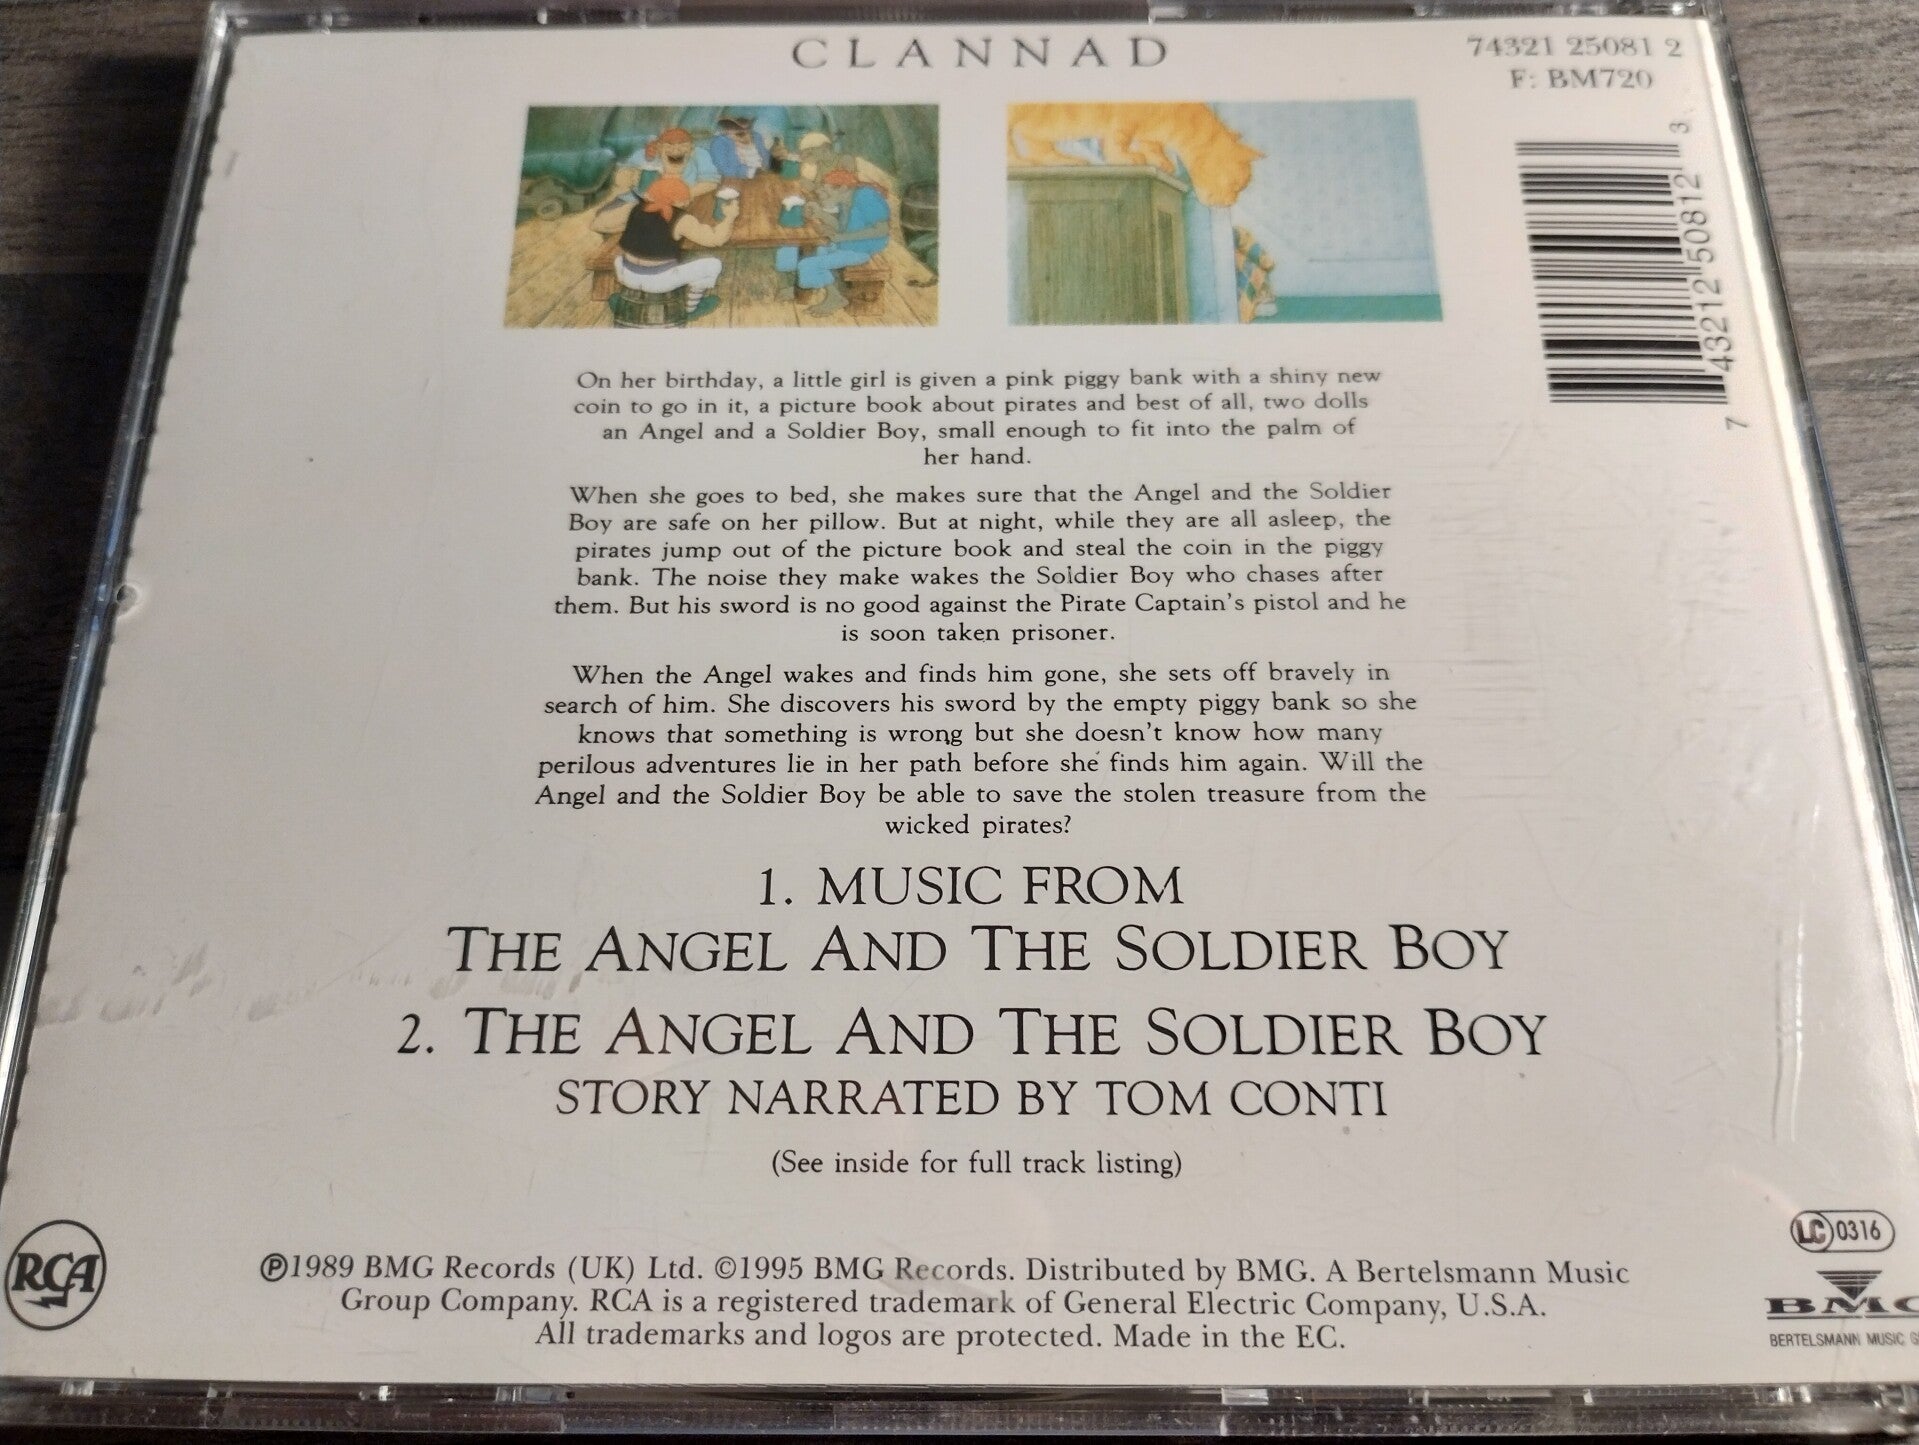 CLANNAD
74321 25081 2
F: BM720
7 43212 50812 3
On her birthday, a little girl is given a pink piggy bank with a shiny new
coin to go in it, a picture book about pirates and best of all, two dolls
an Angel and a Soldier Boy, small enough to fit into the palm of
her hand.
When she goes to bed, she makes sure that the Angel and the Soldier
Boy are safe on her pillow. But at night, while they are all asleep, the
pirates jump out of the picture book and steal the coin in the piggy
bank. The noise they make wakes the Soldier Boy who chases after
them. But his sword is no good against the Pirate Captain's pistol and he
is soon taken prisoner.
When the Angel wakes and finds him gone, she sets off bravely in
search of him. She discovers his sword by the empty piggy bank so she
knows that something is wrong but she doesn't know how many
perilous adventures lie in her path before she finds him again. Will the
Angel and the Soldier Boy be able to save the stolen treasure from the
wicked pirates?
1. MUSIC FROM
THE ANGEL AND THE SOLDIER BOY
2. THE ANGEL AND THE SOLDIER BOY
STORY NARRATED BY TOM CONTI
(See inside for full track listing)
RCA
℗1989 BMG Records (UK) Ltd. ©1995 BMG Records. Distributed by BMG. A Bertelsmann Music
Group Company. RCA is a registered trademark of General Electric Company, U.S.A.
All trademarks and logos are protected. Made in the EC.
LC 0316
BMG
BERTELSMANN MUSIC